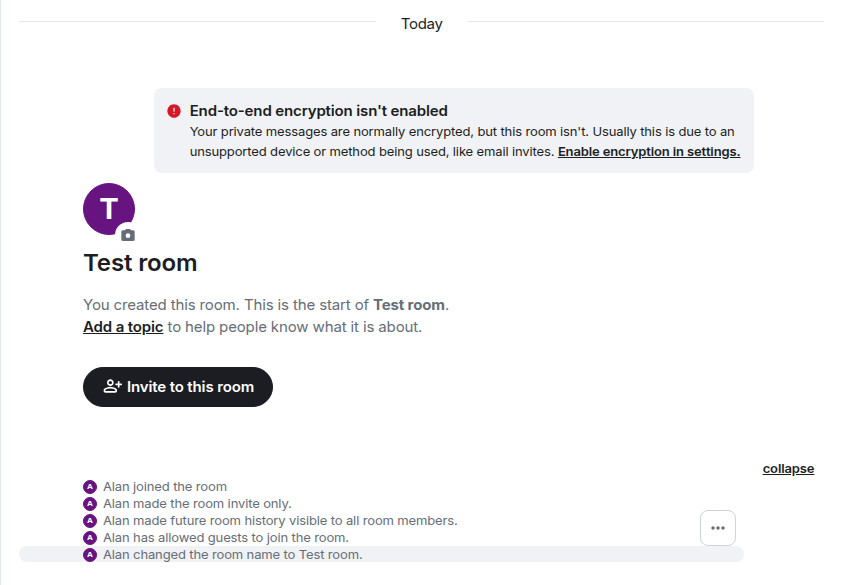 Today
End-to-end encryption isn't enabled
Your private messages are normally encrypted, but this room isn't. Usually this is due to an
unsupported device or method being used, like email invites. Enable encryption in settings.
T
Test room
You created this room. This is the start of Test room.
Add a topic to help people know what it is about.
Invite to this room
collapse
A Alan joined the room
A Alan made the room invite only.
A Alan made future room history visible to all room members.
A Alan has allowed guests to join the room.
A Alan changed the room name to Test room.